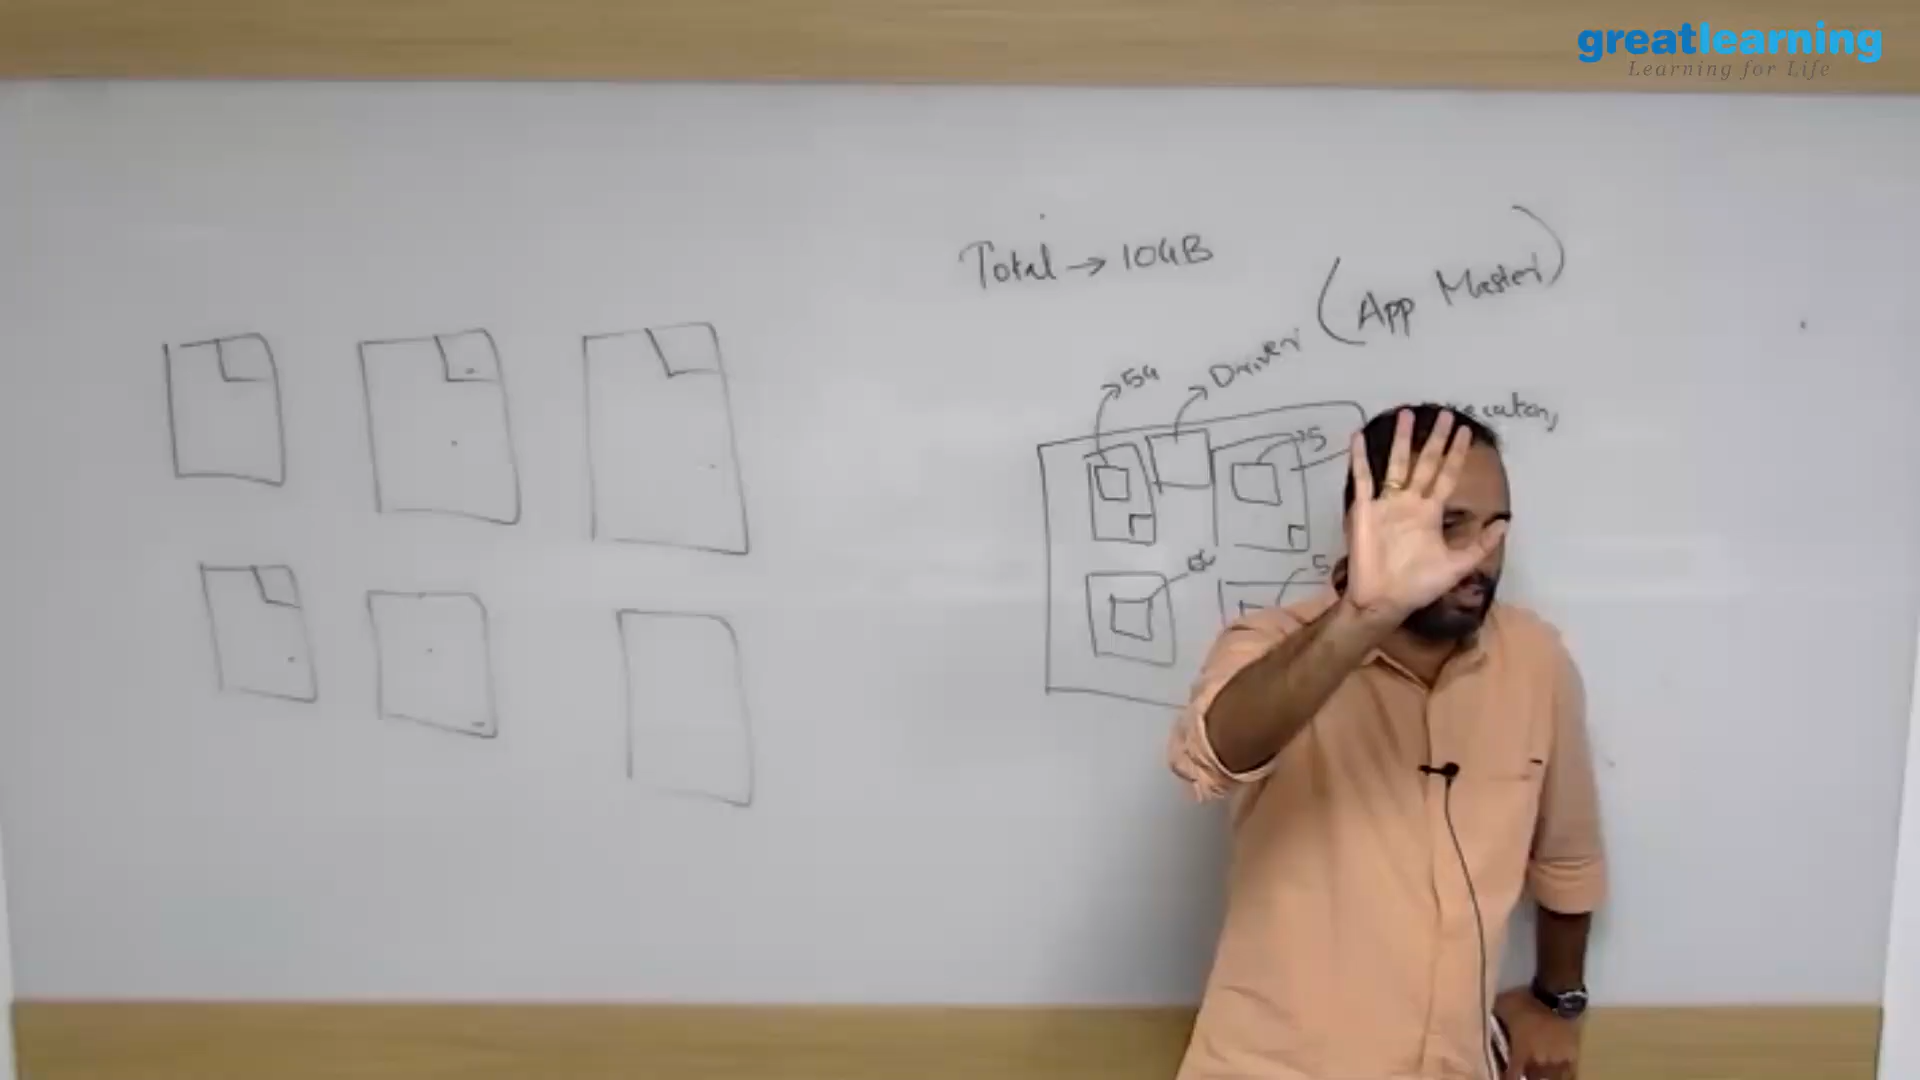 greatlearning
Learning for Life
Total → 10GB
(App Master)
Driver
5G
5
5